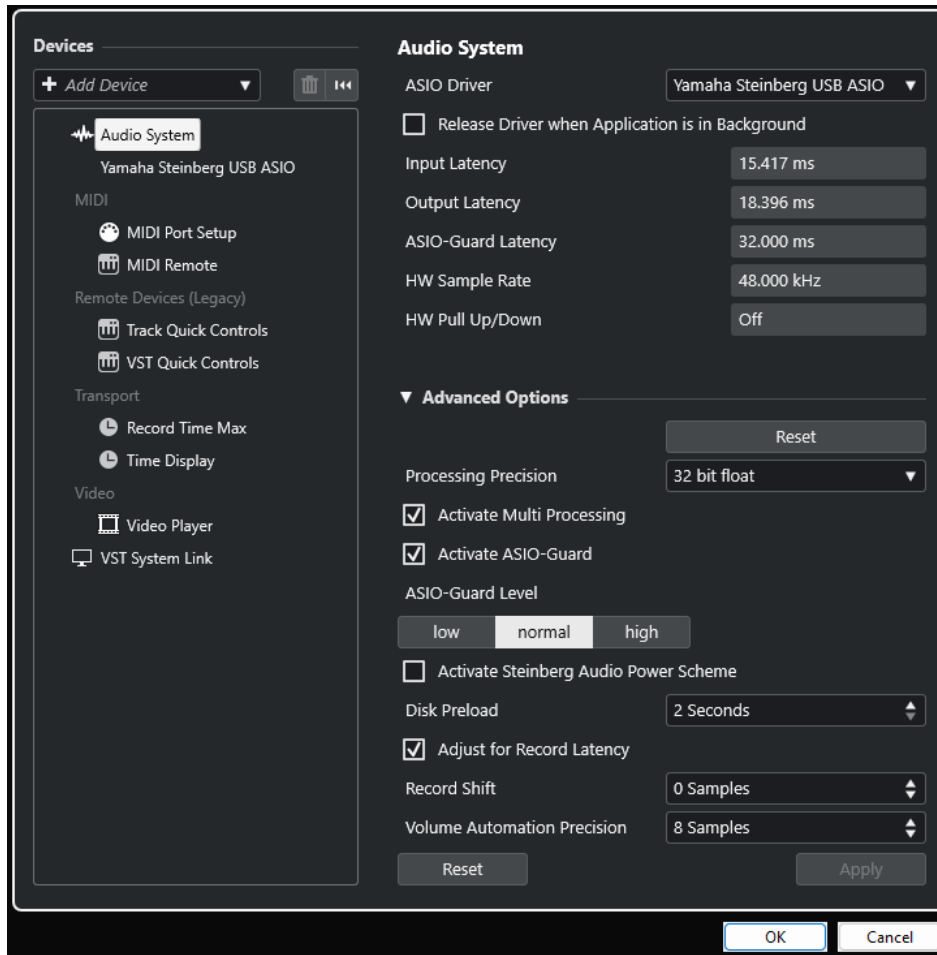 Devices
Add Device
Audio System
Yamaha Steinberg USB ASIO
MIDI
MIDI Port Setup
MIDI Remote
Remote Devices (Legacy)
Track Quick Controls
VST Quick Controls
Transport
Record Time Max
Time Display
Video
Video Player
VST System Link
Audio System
ASIO Driver Yamaha Steinberg USB ASIO
Release Driver when Application is in Background
Input Latency 15.417 ms
Output Latency 18.396 ms
ASIO-Guard Latency 32.000 ms
HW Sample Rate 48.000 kHz
HW Pull Up/Down Off
Advanced Options
Reset
Processing Precision 32 bit float
Activate Multi Processing
Activate ASIO-Guard
ASIO-Guard Level
low normal high
Activate Steinberg Audio Power Scheme
Disk Preload 2 Seconds
Adjust for Record Latency
Record Shift 0 Samples
Volume Automation Precision 8 Samples
Reset Apply
OK Cancel